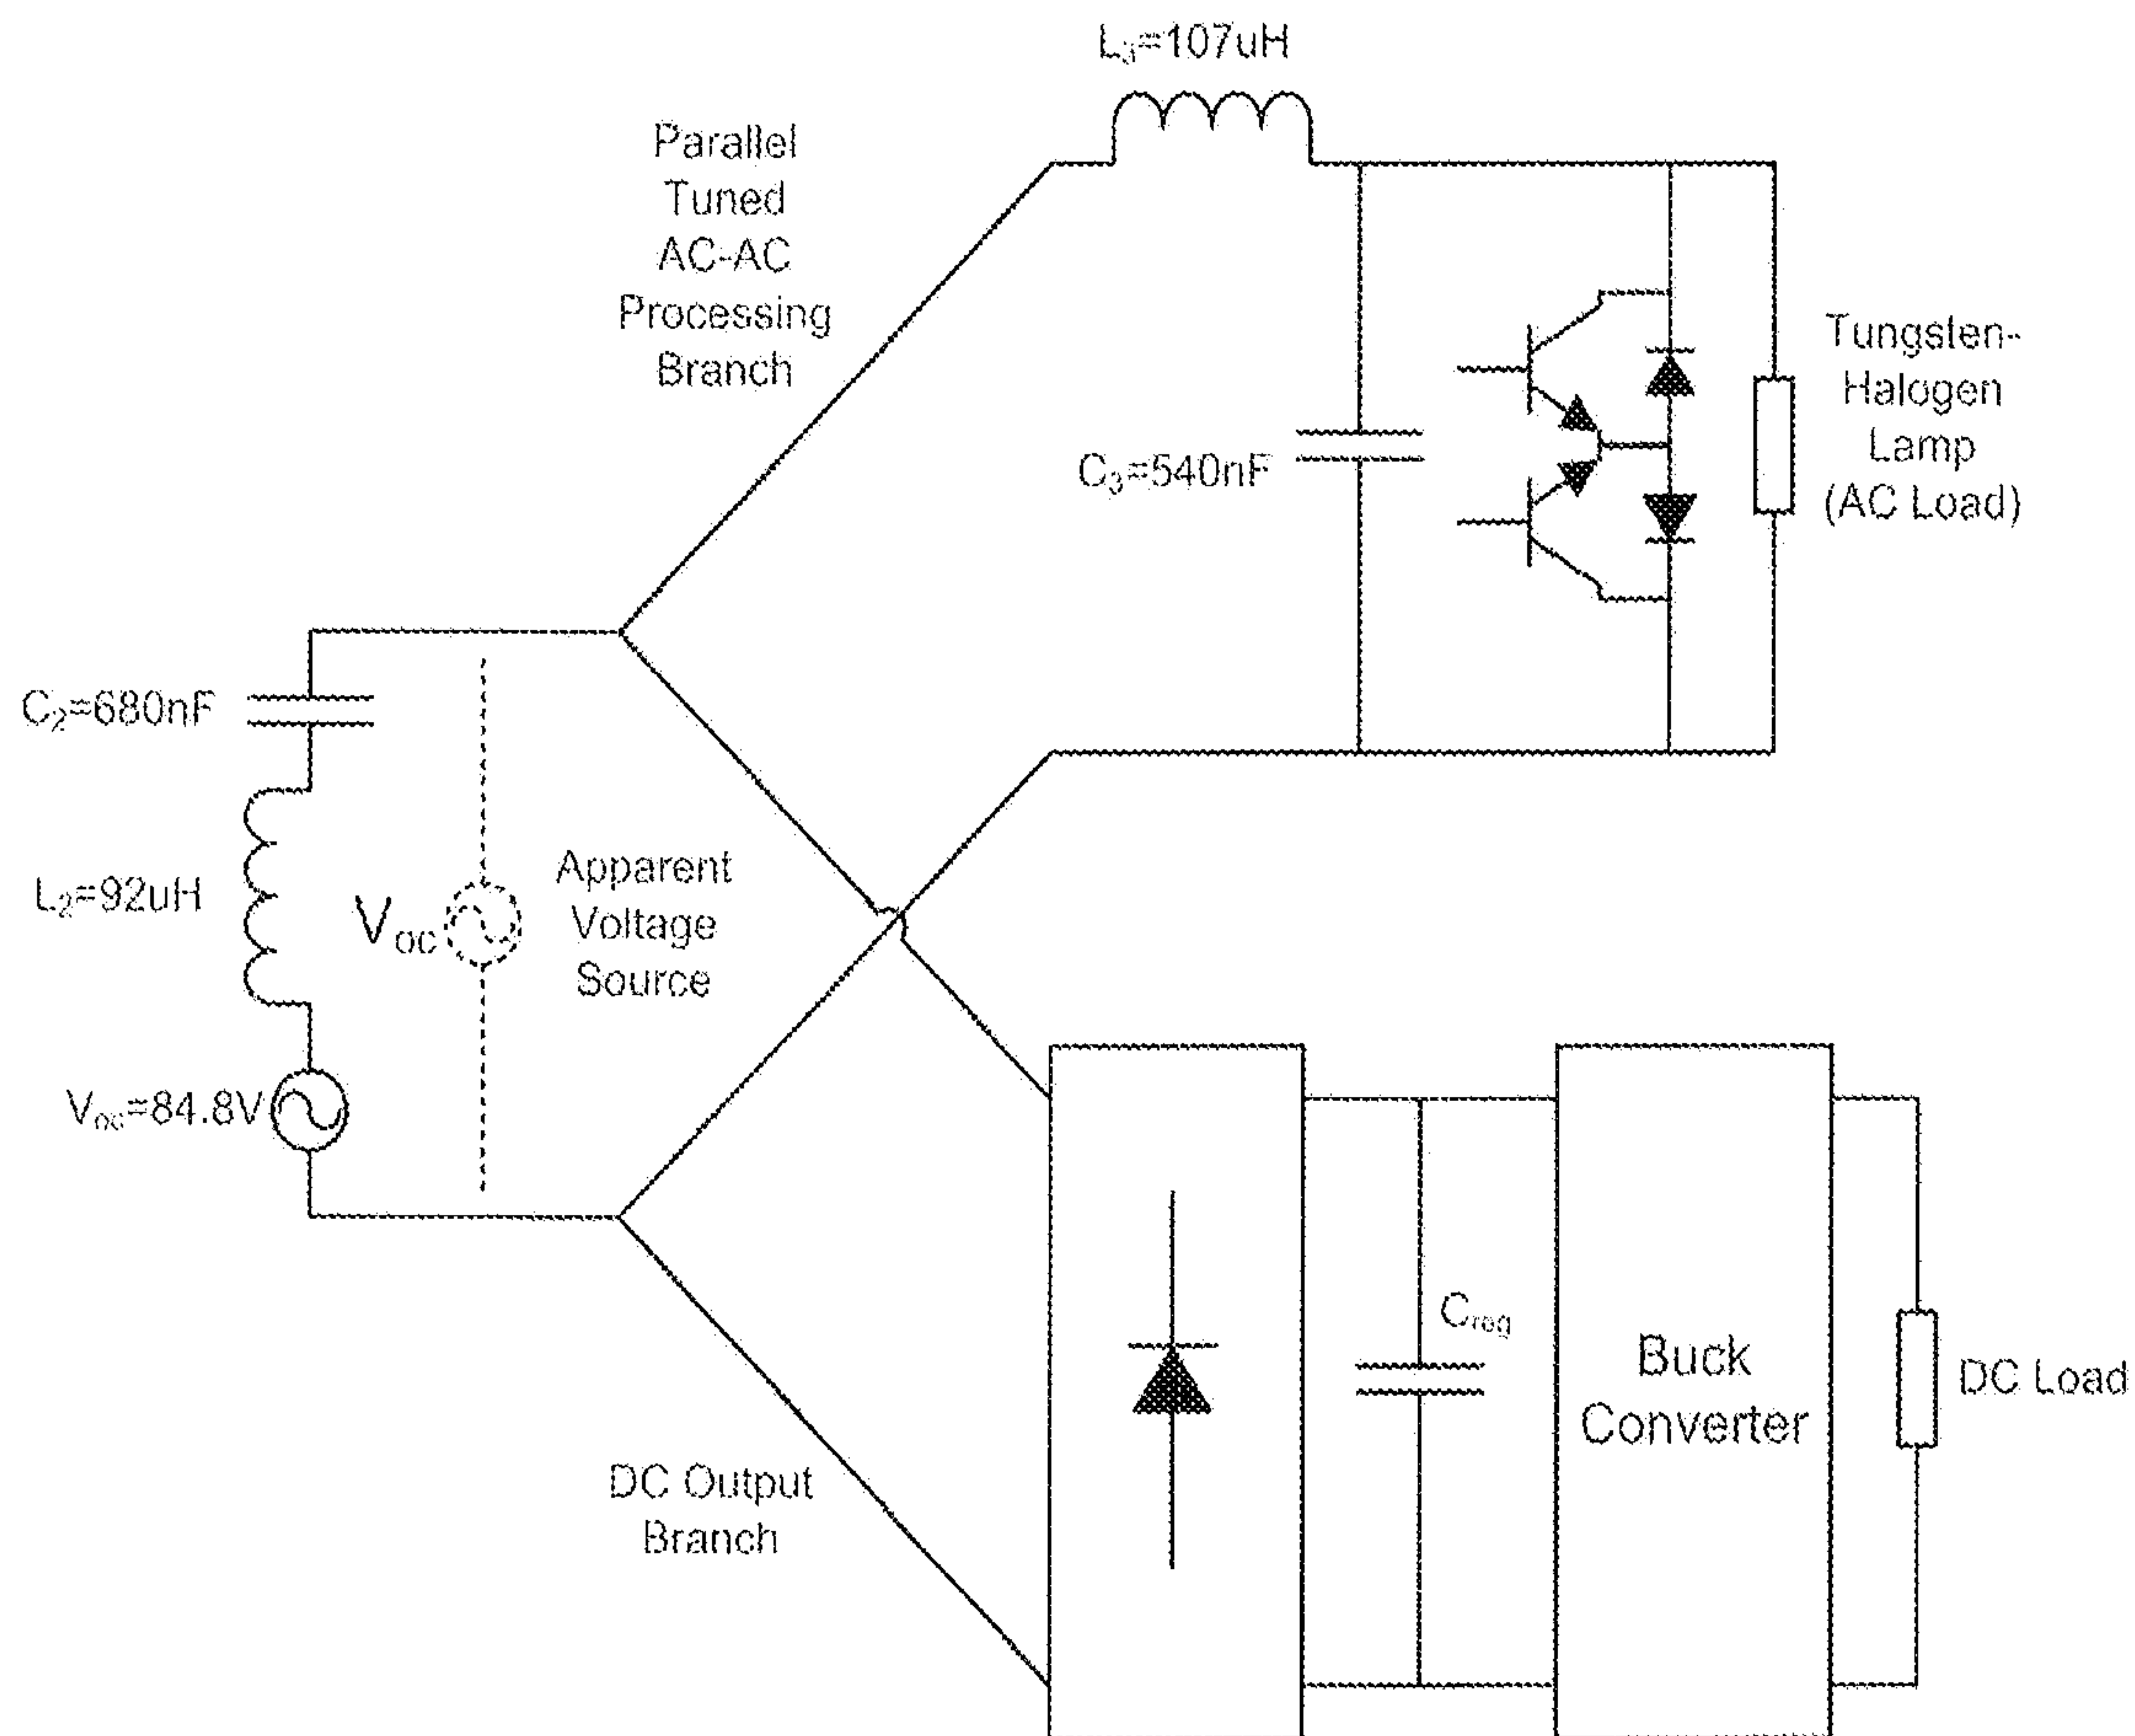 L₃=107uH
Parallel
Tuned
AC-AC
Processing
Branch
Tungsten-
Halogen
Lamp
(AC Load)
C₃=540nF
C₂=680nF
L₂=92uH
Voc
Apparent
Voltage
Source
Voc=84.8V
Creg
Buck
Converter
DC Load
DC Output
Branch